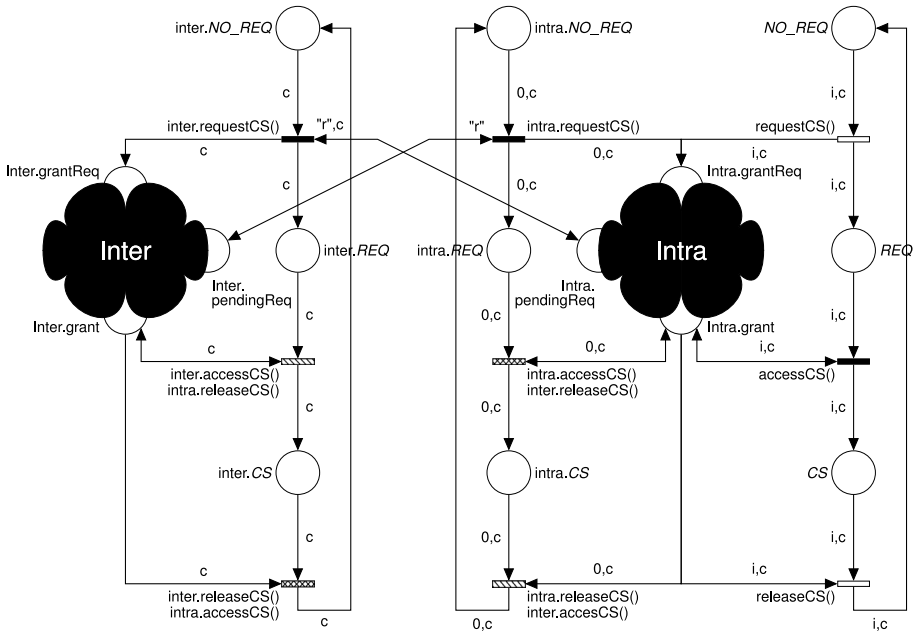 inter.NO_REQ
intra.NO_REQ
NO_REQ
c
0,c
i,c
inter.requestCS()
"r",c
"r"
intra.requestCS()
requestCS()
c
0,c
i,c
Inter.grantReq
Intra.grantReq
c
0,c
i,c
Inter
inter.REQ
intra.REQ
Intra
REQ
Inter.
pendingReq
Intra.
pendingReq
Inter.grant
Intra.grant
c
0,c
i,c
c
0,c
i,c
inter.accessCS()
intra.releaseCS()
intra.accessCS()
inter.releaseCS()
accessCS()
c
0,c
i,c
inter.CS
intra.CS
CS
c
0,c
i,c
c
0,c
i,c
inter.releaseCS()
intra.accessCS()
intra.releaseCS()
inter.accesCS()
releaseCS()
c
0,c
i,c